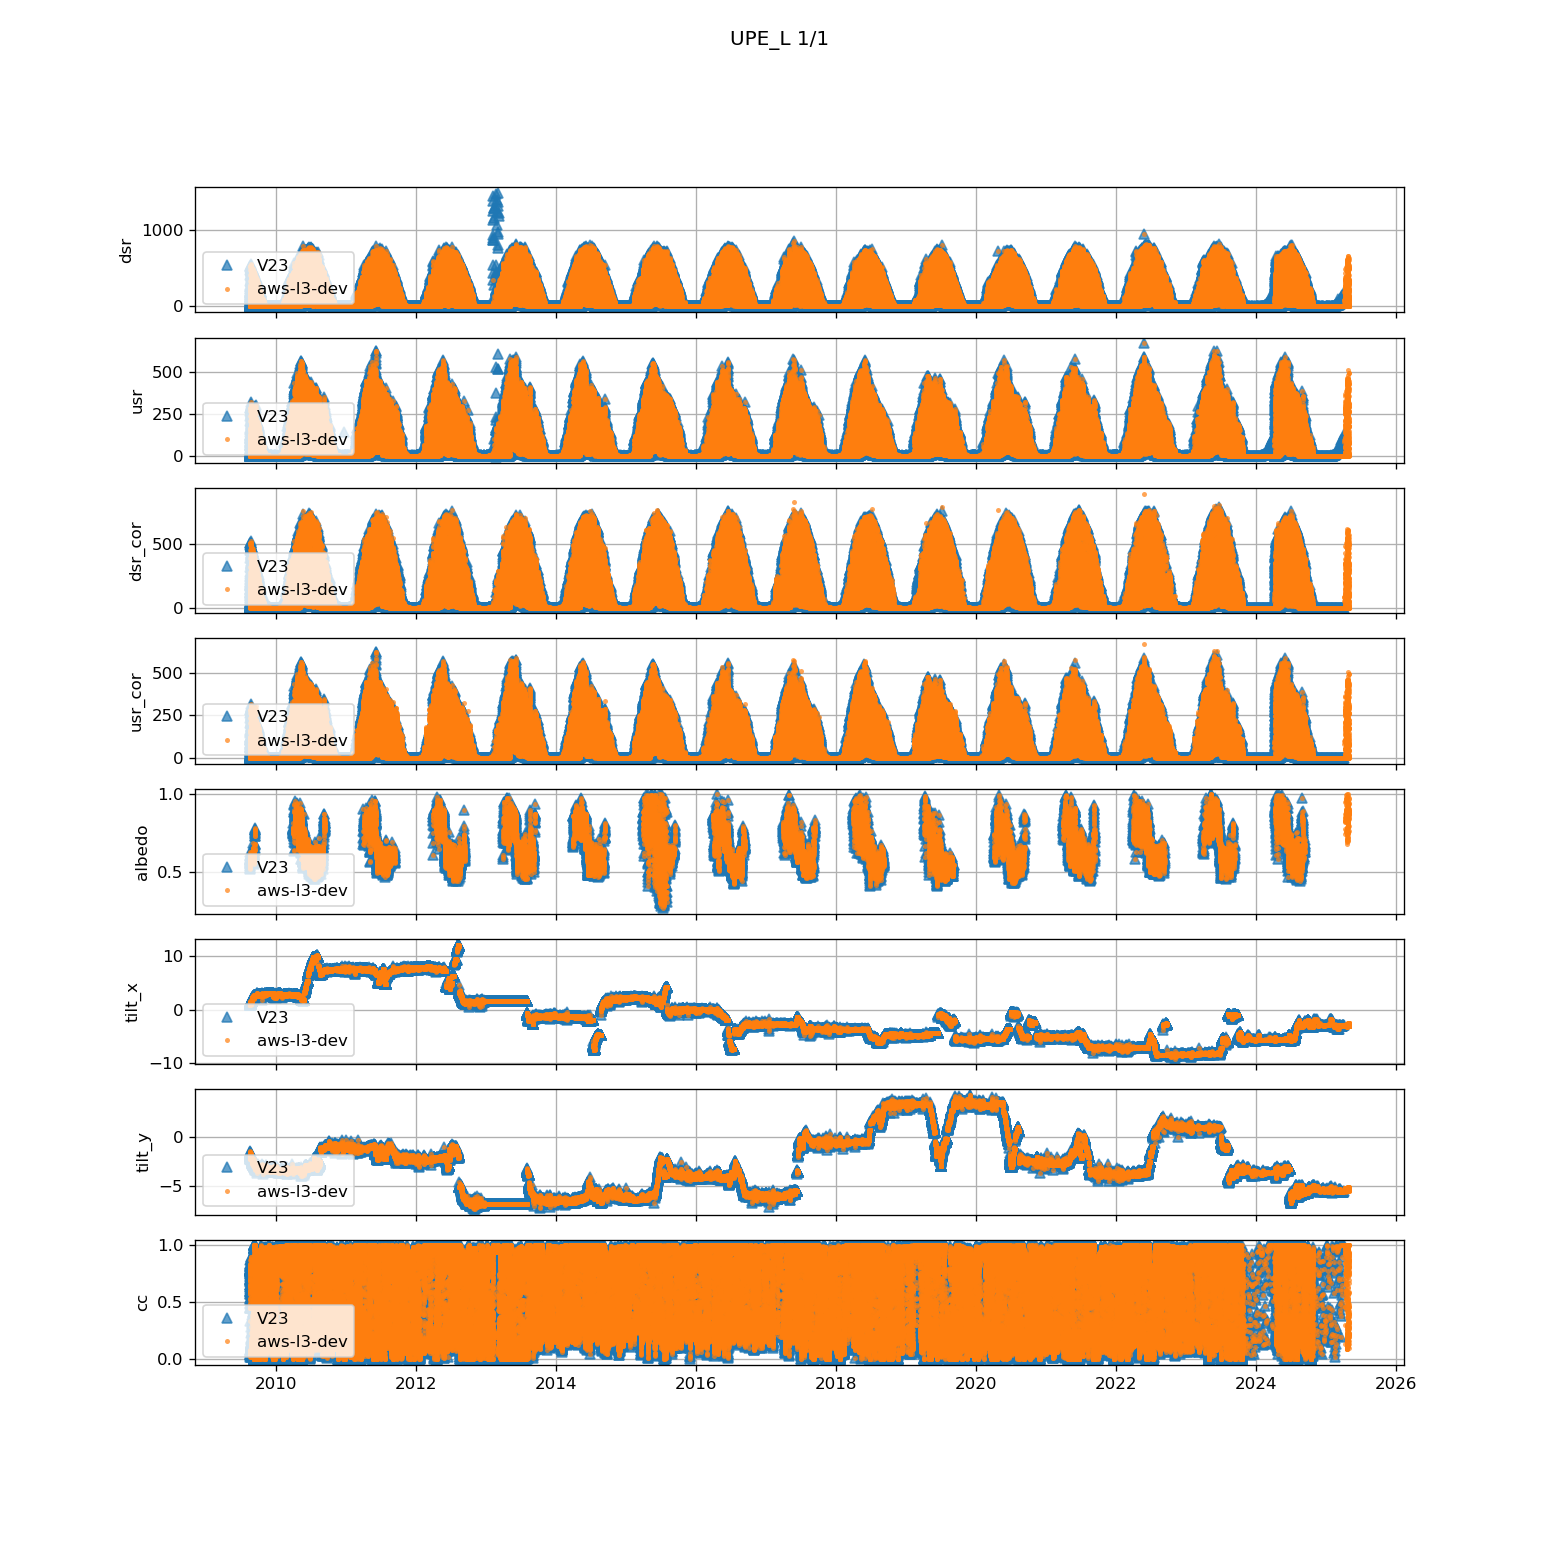 UPE_L 1/1
1000
0
dsr
V23
aws-l3-dev
500
250
0
usr
V23
aws-l3-dev
500
0
dsr_cor
V23
aws-l3-dev
500
250
0
usr_cor
V23
aws-l3-dev
1.0
0.5
albedo
V23
aws-l3-dev
10
0
−10
tilt_x
V23
aws-l3-dev
0
−5
tilt_y
V23
aws-l3-dev
1.0
0.5
0.0
cc
V23
aws-l3-dev
2010 2012 2014 2016 2018 2020 2022 2024 2026